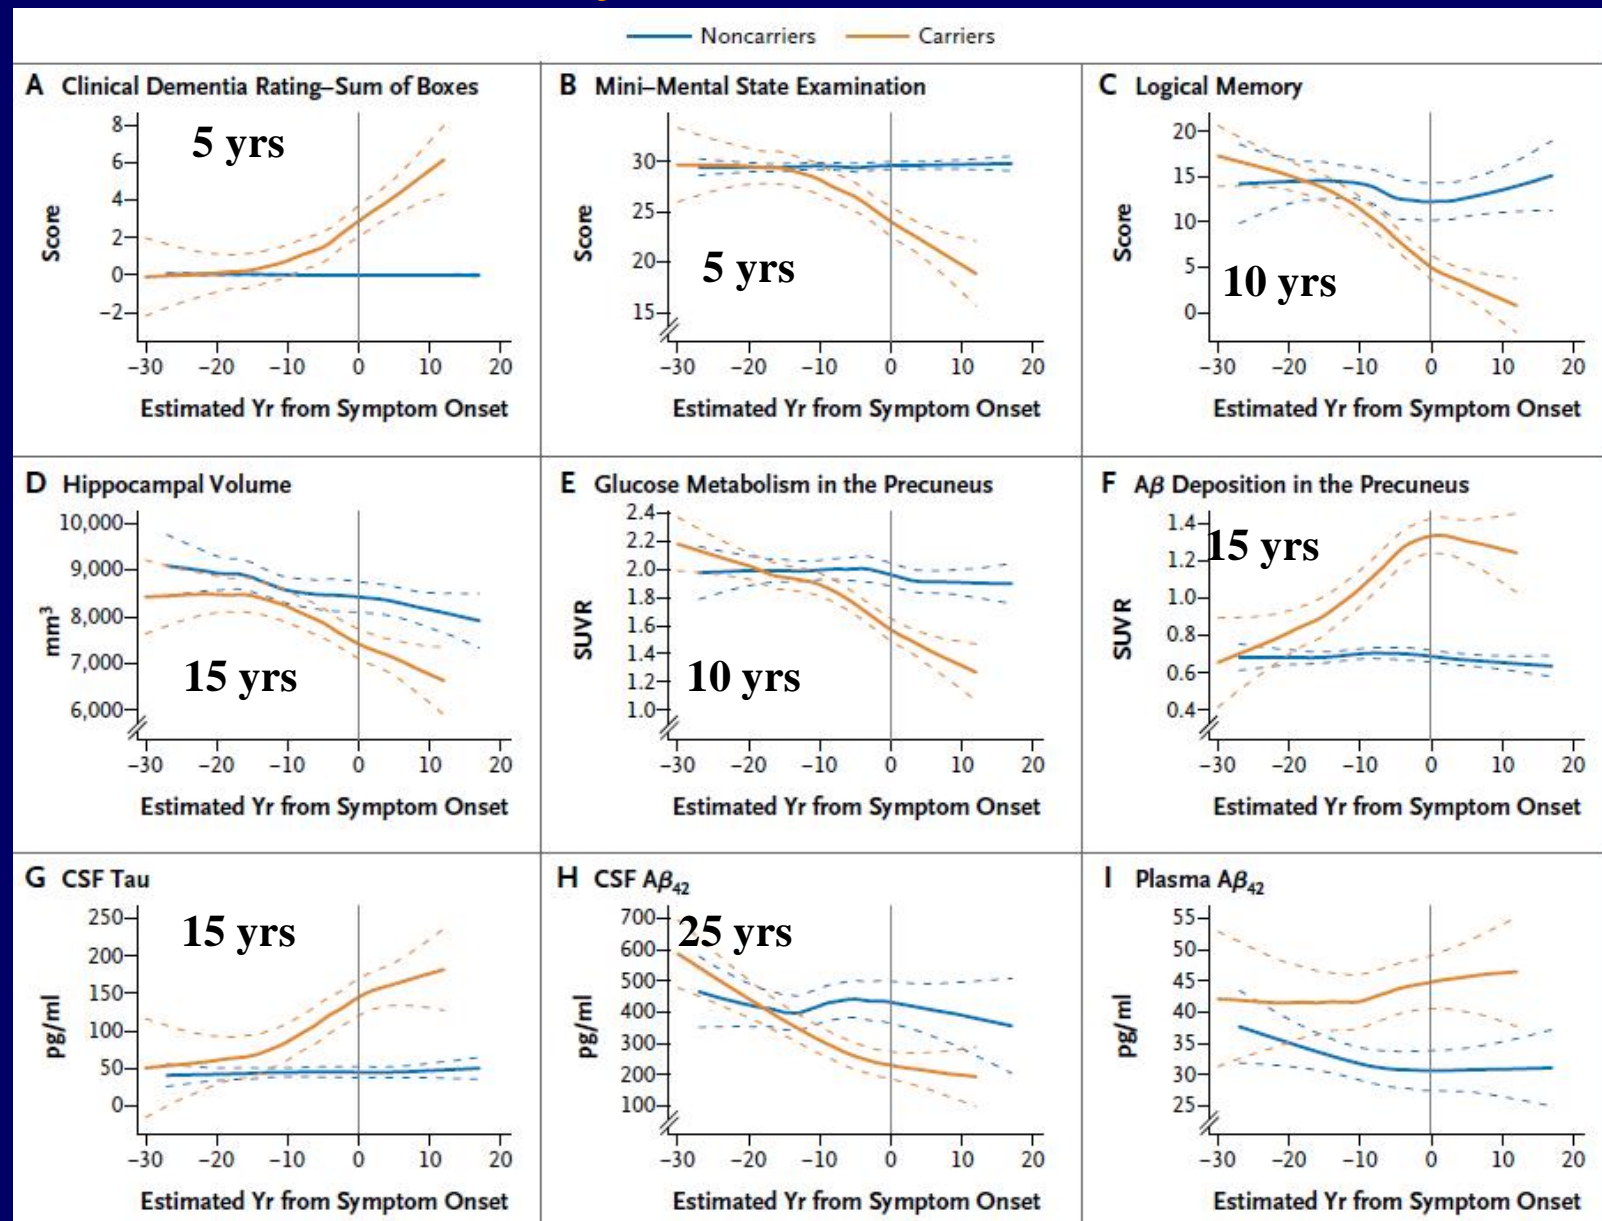 Noncarriers Carriers
A Clinical Dementia Rating–Sum of Boxes
5 yrs
Score
8
6
4
2
0
−2
−30 −20 −10 0 10 20
Estimated Yr from Symptom Onset
B Mini–Mental State Examination
5 yrs
Score
30
25
20
15
−30 −20 −10 0 10 20
Estimated Yr from Symptom Onset
C Logical Memory
10 yrs
Score
20
15
10
5
0
−30 −20 −10 0 10 20
Estimated Yr from Symptom Onset
D Hippocampal Volume
15 yrs
mm³
10,000
9,000
8,000
7,000
6,000
−30 −20 −10 0 10 20
Estimated Yr from Symptom Onset
E Glucose Metabolism in the Precuneus
10 yrs
SUVR
2.4
2.2
2.0
1.8
1.6
1.4
1.2
1.0
−30 −20 −10 0 10 20
Estimated Yr from Symptom Onset
F Aβ Deposition in the Precuneus
15 yrs
SUVR
1.4
1.2
1.0
0.8
0.6
0.4
−30 −20 −10 0 10 20
Estimated Yr from Symptom Onset
G CSF Tau
15 yrs
pg/ml
250
200
150
100
50
0
−30 −20 −10 0 10 20
Estimated Yr from Symptom Onset
H CSF Aβ₄₂
25 yrs
pg/ml
700
600
500
400
300
200
100
−30 −20 −10 0 10 20
Estimated Yr from Symptom Onset
I Plasma Aβ₄₂
pg/ml
55
50
45
40
35
30
25
−30 −20 −10 0 10 20
Estimated Yr from Symptom Onset